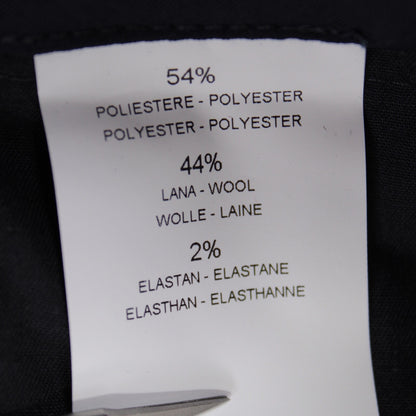 54%
POLIESTERE - POLYESTER
POLYESTER - POLYESTER
44%
LANA - WOOL
WOLLE - LAINE
2%
ELASTAN - ELASTANE
ELASTHAN - ELASTHANNE